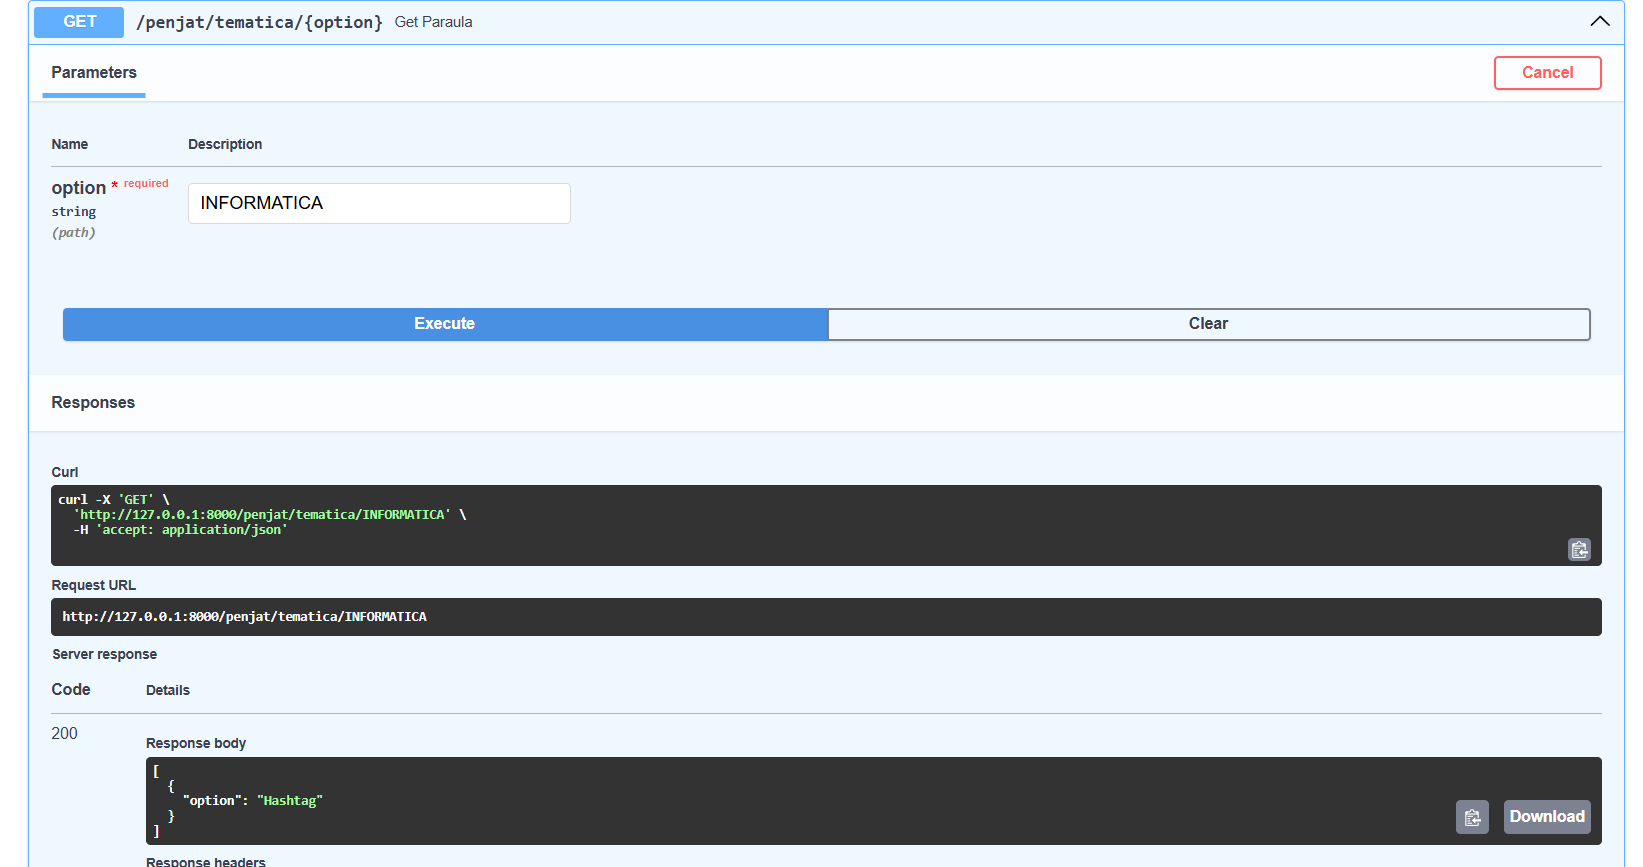 GET /penjat/tematica/{option} Get Paraula
Parameters
Cancel
Name Description
option * required
string
(path)
INFORMATICA
Execute Clear
Responses
Curl
curl -X 'GET' \
'http://127.0.0.1:8000/penjat/tematica/INFORMATICA' \
-H 'accept: application/json'
Request URL
http://127.0.0.1:8000/penjat/tematica/INFORMATICA
Server response
Code Details
200
Response body
[
{
"option": "Hashtag"
}
]
Download
Response headers